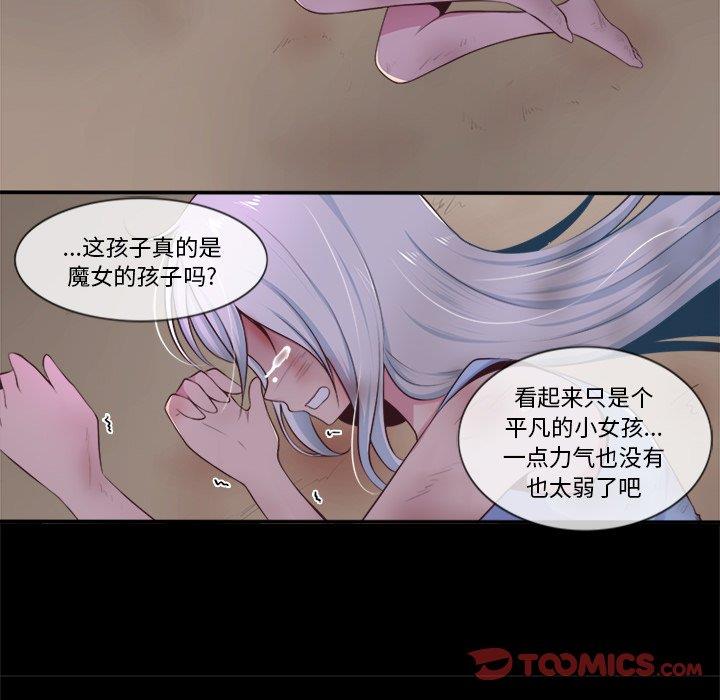 ...这孩子真的是
魔女的孩子吗?
看起来只是个
平凡的小女孩...
一点力气也没有
也太弱了吧
TOOMICS.COM